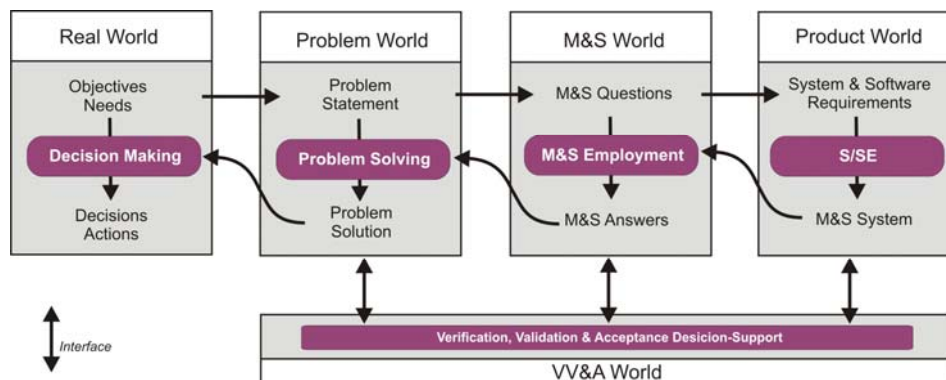 Real World
Objectives
Needs
Decision Making
Decisions
Actions
Problem World
Problem
Statement
Problem Solving
Problem
Solution
M&S World
M&S Questions
M&S Employment
M&S Answers
Product World
System & Software
Requirements
S/SE
M&S System
Interface
Verification, Validation & Acceptance Desicion-Support
VV&A World